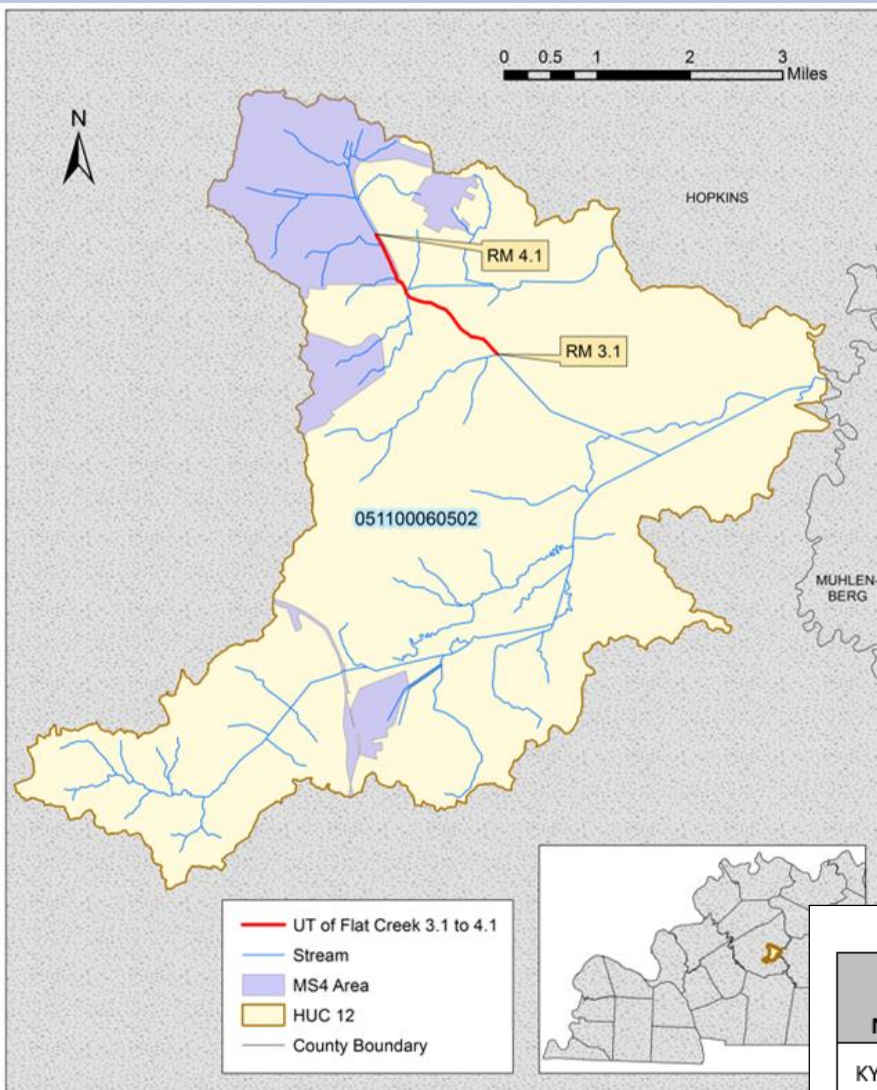 0 0.5 1 2 3
Miles
N
HOPKINS
RM 4.1
RM 3.1
051100060502
MUHLEN-
BERG
UT of Flat Creek 3.1 to 4.1
Stream
MS4 Area
HUC 12
County Boundary
KY